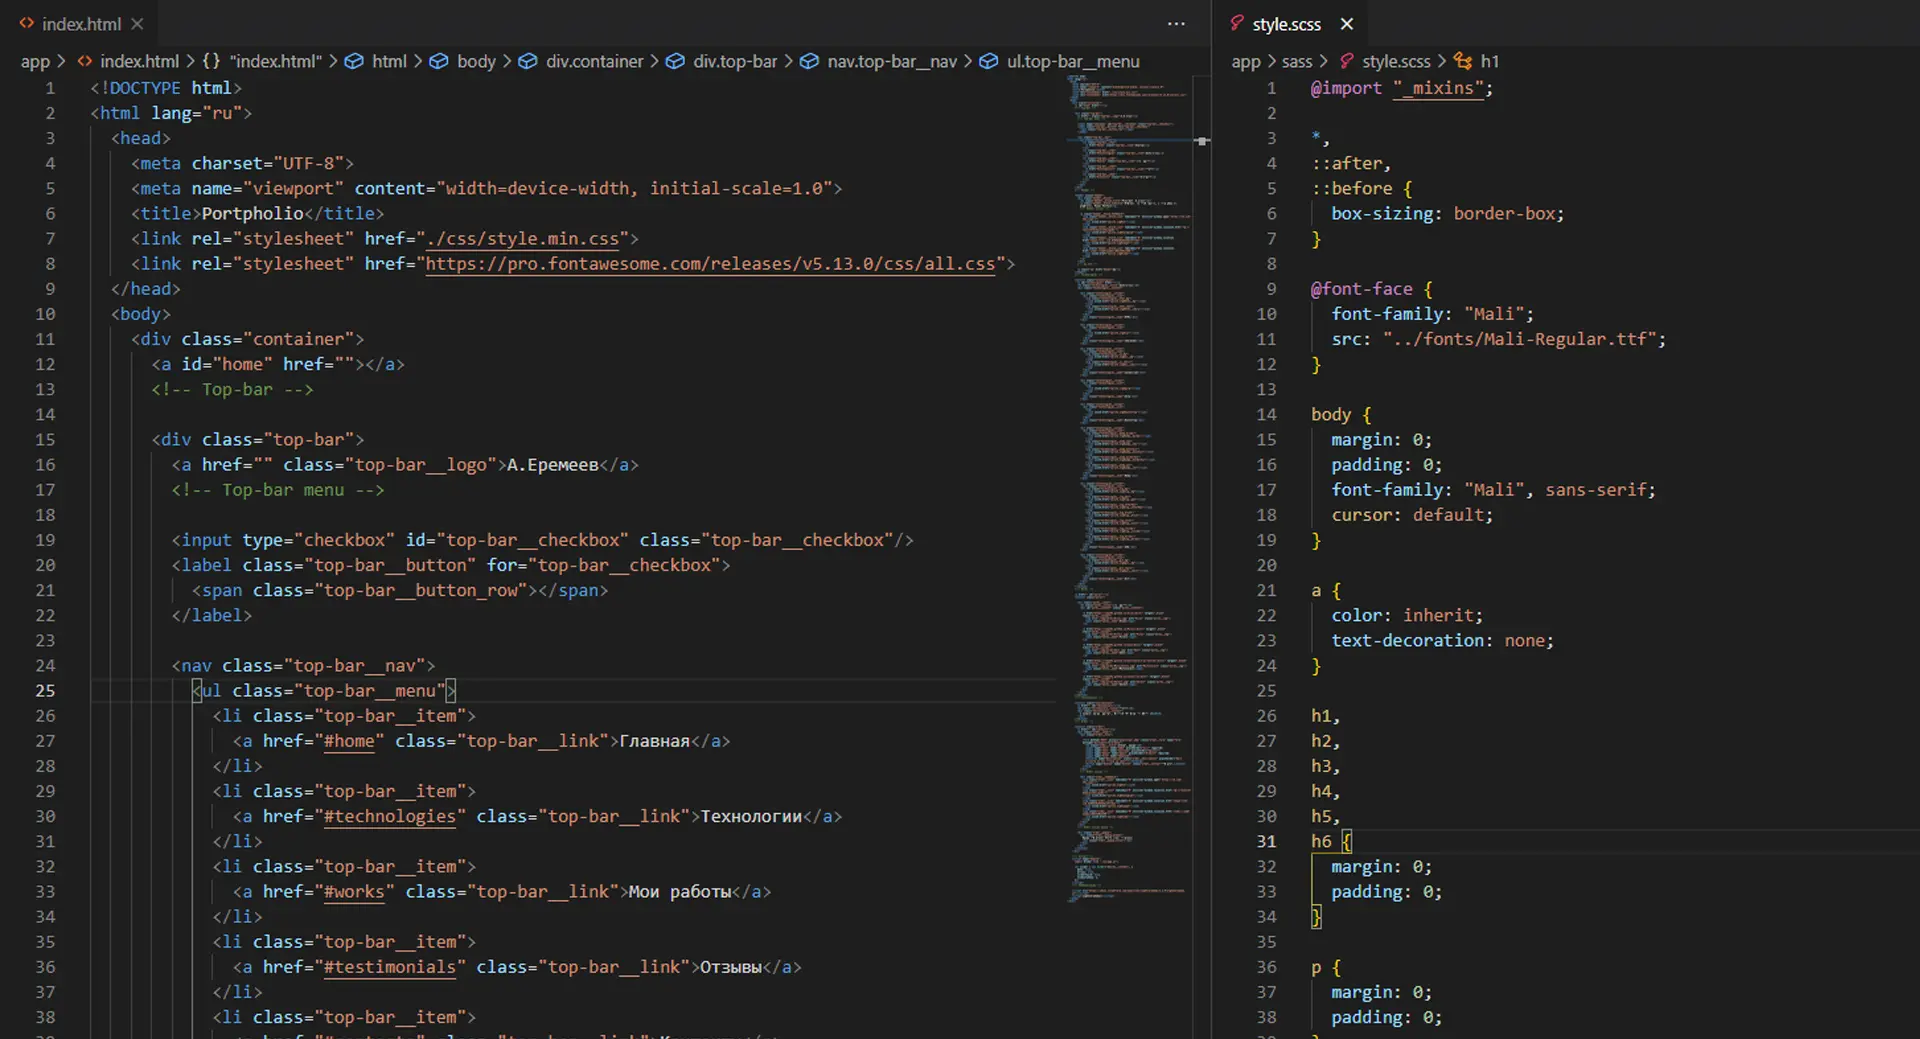 index.html
app > index.html > {} "index.html" > html > body > div.container > div.top-bar > nav.top-bar__nav > ul.top-bar__menu
1 <!DOCTYPE html>
2 <html lang="ru">
3 <head>
4 <meta charset="UTF-8">
5 <meta name="viewport" content="width=device-width, initial-scale=1.0">
6 <title>Portpholio</title>
7 <link rel="stylesheet" href="./css/style.min.css">
8 <link rel="stylesheet" href="https://pro.fontawesome.com/releases/v5.13.0/css/all.css">
9 </head>
10 <body>
11 <div class="container">
12 <a id="home" href=""></a>
13 <!-- Top-bar -->
14
15 <div class="top-bar">
16 <a href="" class="top-bar__logo">А.Еремеев</a>
17 <!-- Top-bar menu -->
18
19 <input type="checkbox" id="top-bar__checkbox" class="top-bar__checkbox"/>
20 <label class="top-bar__button" for="top-bar__checkbox">
21 <span class="top-bar__button_row"></span>
22 </label>
23
24 <nav class="top-bar__nav">
25 <ul class="top-bar__menu">
26 <li class="top-bar__item">
27 <a href="#home" class="top-bar__link">Главная</a>
28 </li>
29 <li class="top-bar__item">
30 <a href="#technologies" class="top-bar__link">Технологии</a>
31 </li>
32 <li class="top-bar__item">
33 <a href="#works" class="top-bar__link">Мои работы</a>
34 </li>
35 <li class="top-bar__item">
36 <a href="#testimonials" class="top-bar__link">Отзывы</a>
37 </li>
38 <li class="top-bar__item">
style.scss
app > sass > style.scss > h1
1 @import "_mixins";
2
3 *,
4 ::after,
5 ::before {
6 box-sizing: border-box;
7 }
8
9 @font-face {
10 font-family: "Mali";
11 src: "../fonts/Mali-Regular.ttf";
12 }
13
14 body {
15 margin: 0;
16 padding: 0;
17 font-family: "Mali", sans-serif;
18 cursor: default;
19 }
20
21 a {
22 color: inherit;
23 text-decoration: none;
24 }
25
26 h1,
27 h2,
28 h3,
29 h4,
30 h5,
31 h6 {
32 margin: 0;
33 padding: 0;
34 }
35
36 p {
37 margin: 0;
38 padding: 0;